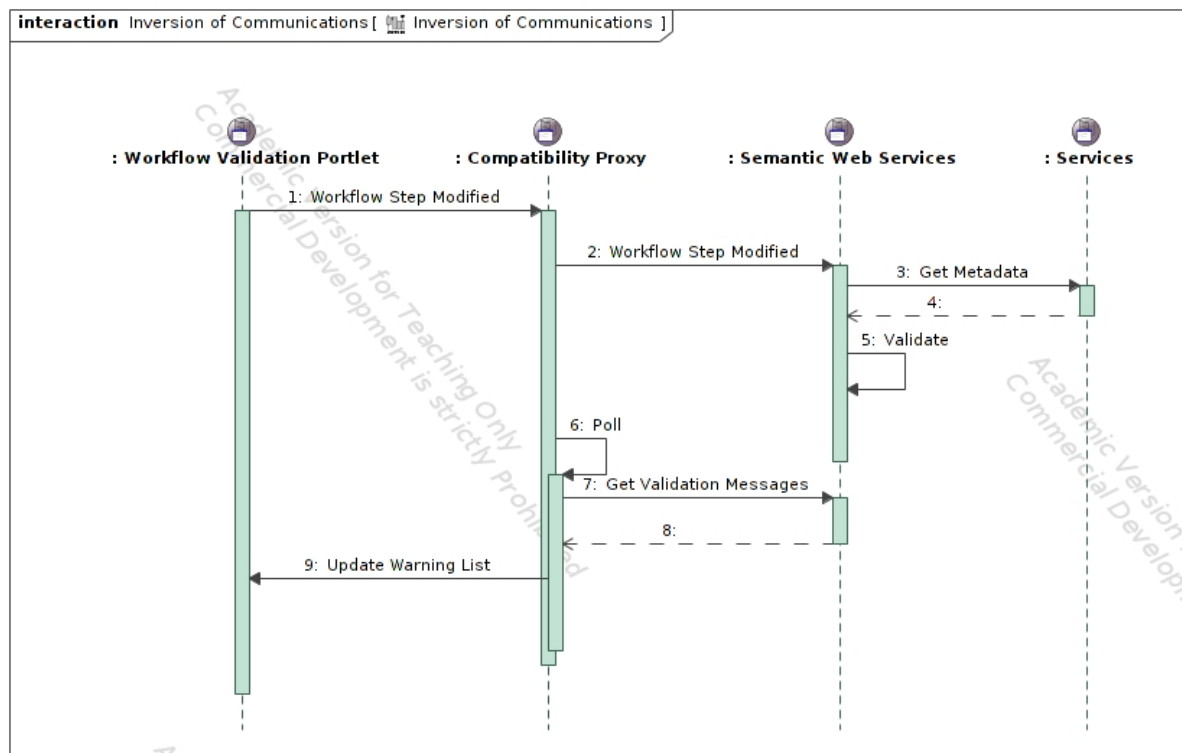 interaction Inversion of Communications [ Inversion of Communications ]
: Workflow Validation Portlet
: Compatibility Proxy
: Semantic Web Services
: Services
1: Workflow Step Modified
2: Workflow Step Modified
3: Get Metadata
4:
5: Validate
6: Poll
7: Get Validation Messages
8:
9: Update Warning List
Academic Version for Teaching Only
Commercial Development is strictly Prohibited
Academic Version
Commercial Developm